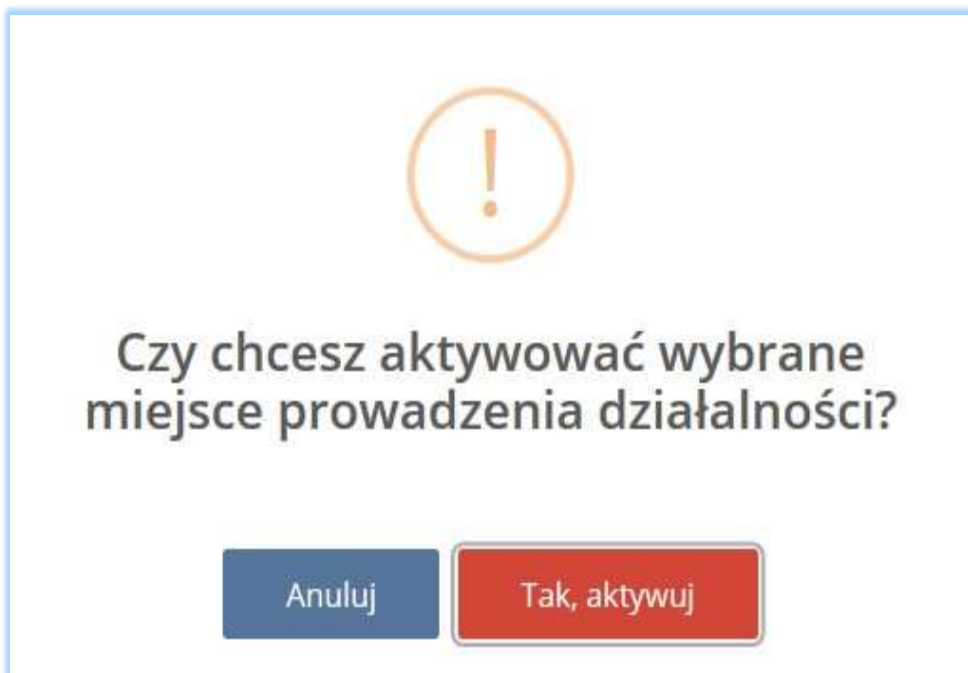 Czy chcesz aktywować wybrane
miejsce prowadzenia działalności?
Anuluj
Tak, aktywuj